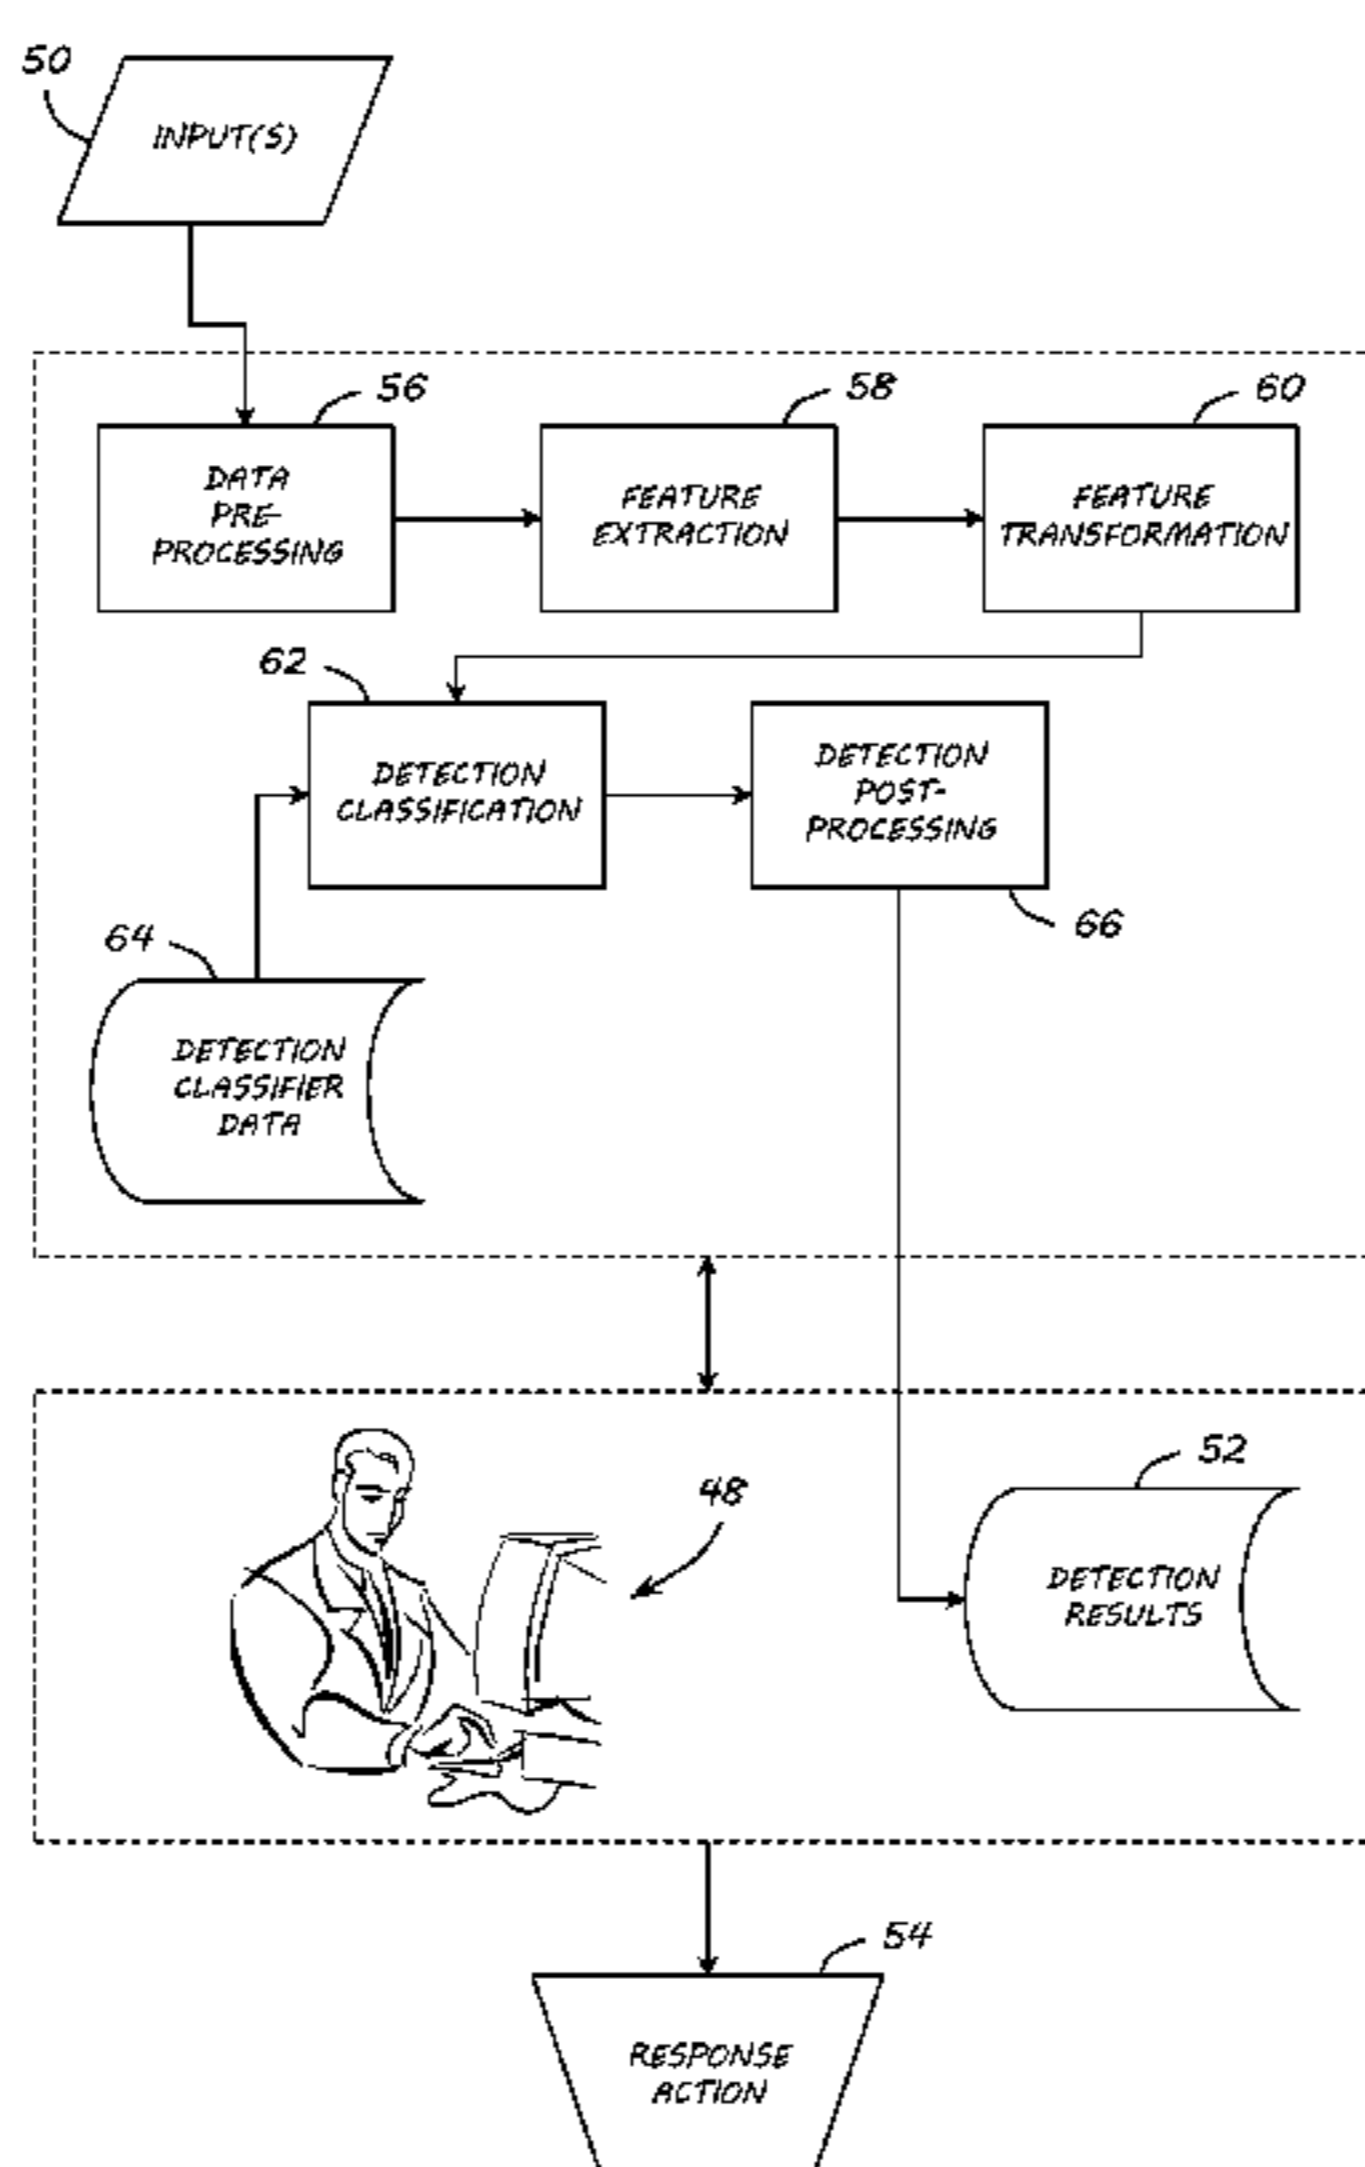 50
INPUT(S)
56
58
60
DATA
PRE-
PROCESSING
FEATURE
EXTRACTION
FEATURE
TRANSFORMATION
62
DETECTION
CLASSIFICATION
DETECTION
POST-
PROCESSING
66
64
DETECTION
CLASSIFIER
DATA
48
52
DETECTION
RESULTS
54
RESPONSE
ACTION